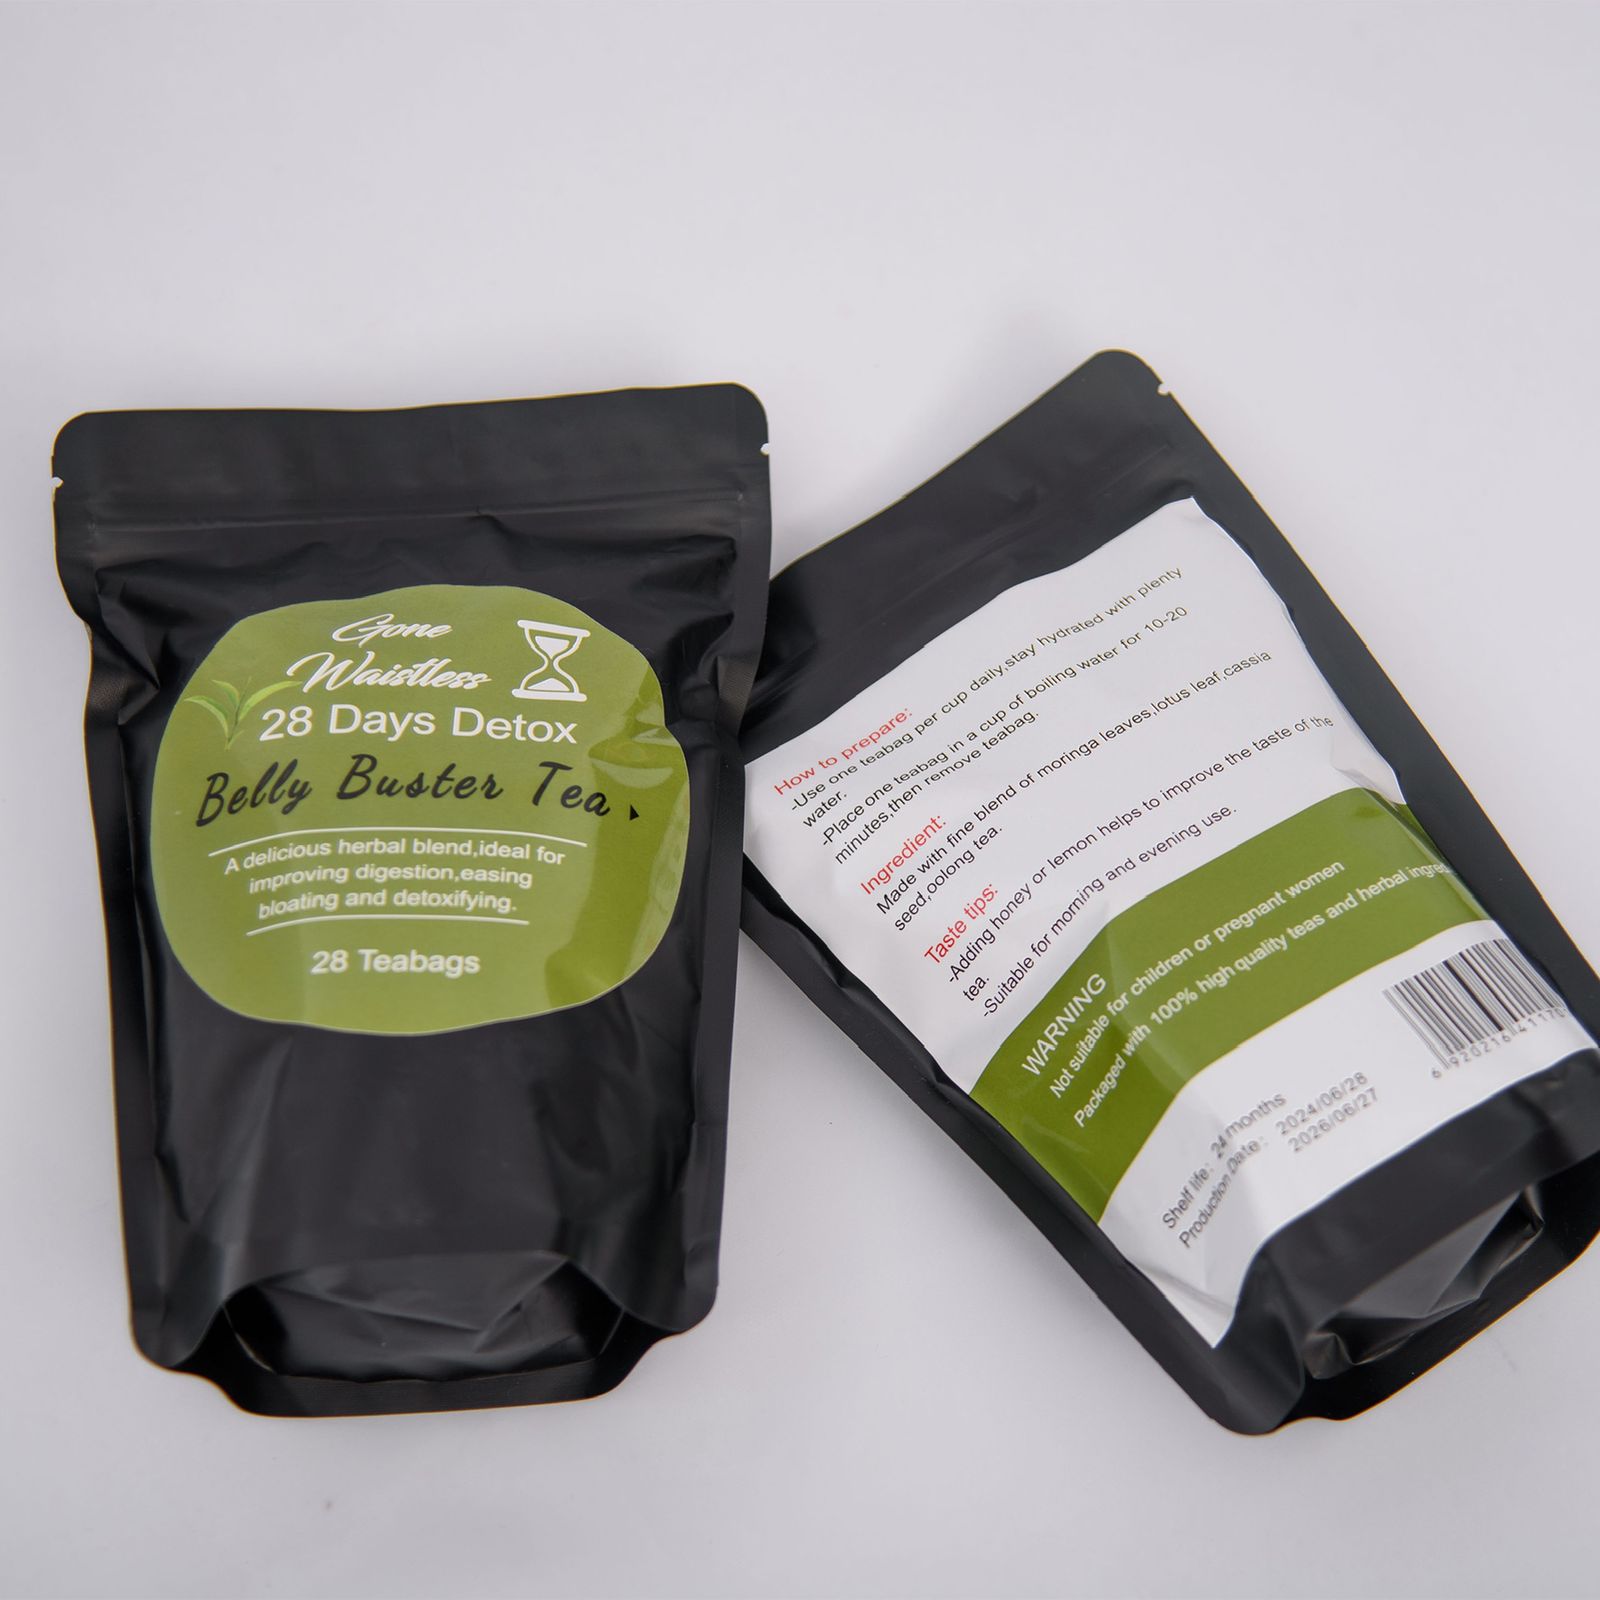 Gone
Waistless
28 Days Detox
Belly Buster Tea
A delicious herbal blend,ideal for
improving digestion,easing
bloating and detoxifying.
28 Teabags
How to prepare:
-Use one teabag per cup daily,stay hydrated with plenty
water.
-Place one teabag in a cup of boiling water for 10-20
minutes,then remove teabag.
Ingredient:
Made with fine blend of moringa leaves,lotus leaf,cassia
seed,oolong tea.
Taste tips:
-Adding honey or lemon helps to improve the taste of the
tea.
-Suitable for morning and evening use.
WARNING
Not suitable for children or pregnant women
Packaged with 100% high quality teas and herbal
Shelf life: 24 months
Production Date: 2024/06/28
2026/06/27
6 920216 41170